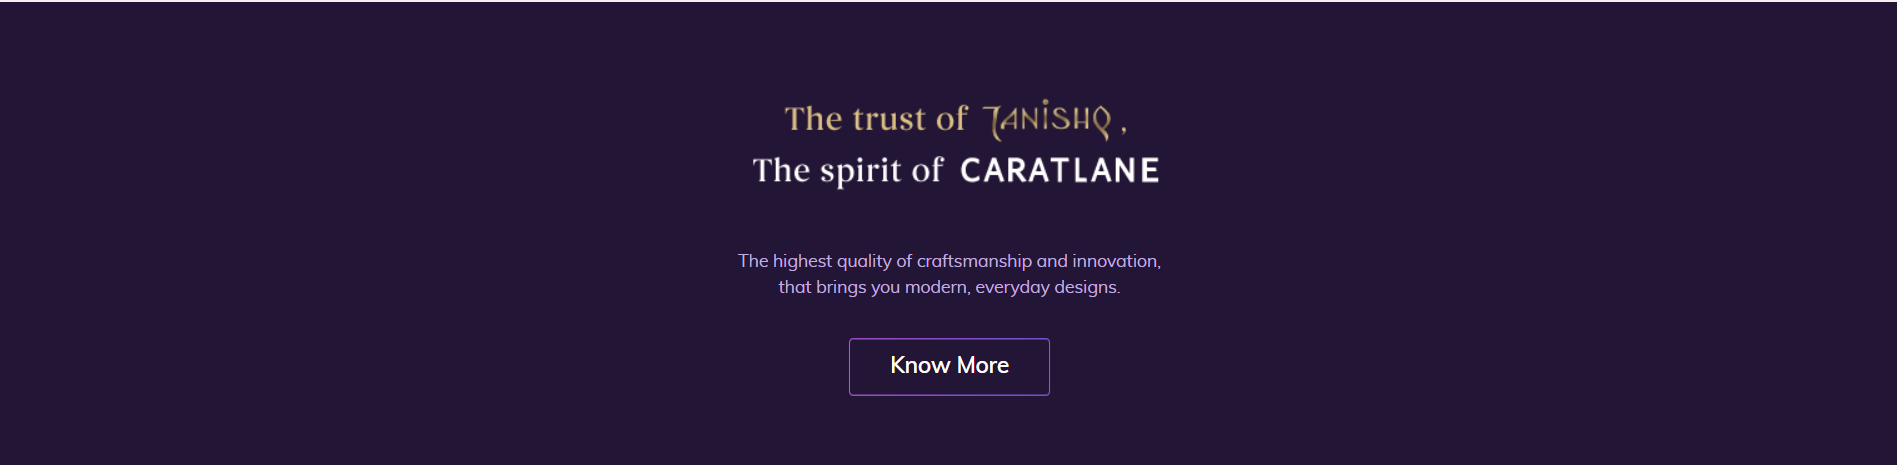 The trust of TANISHQ,
The spirit of CARATLANE
The highest quality of craftsmanship and innovation,
that brings you modern, everyday designs.
Know More